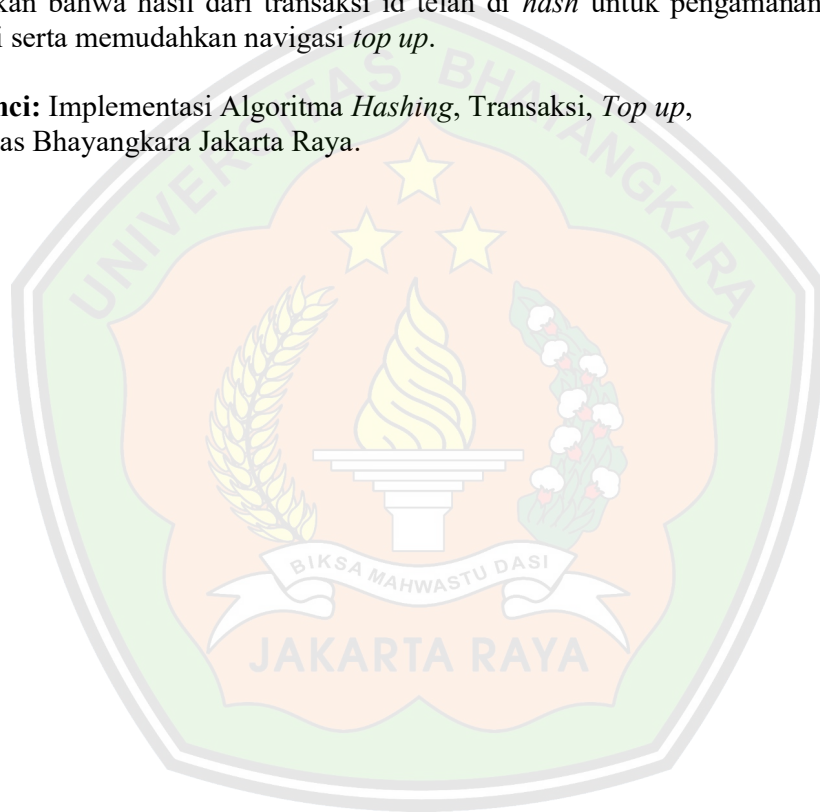 kan bahwa hasil dari transaksi id telah di hash untuk pengamanan
i serta memudahkan navigasi top up.
nci: Implementasi Algoritma Hashing, Transaksi, Top up,
as Bhayangkara Jakarta Raya.
UNIVERSITAS BHAYANGKARA
BIKSA MAHWASTU DASI
JAKARTA RAYA